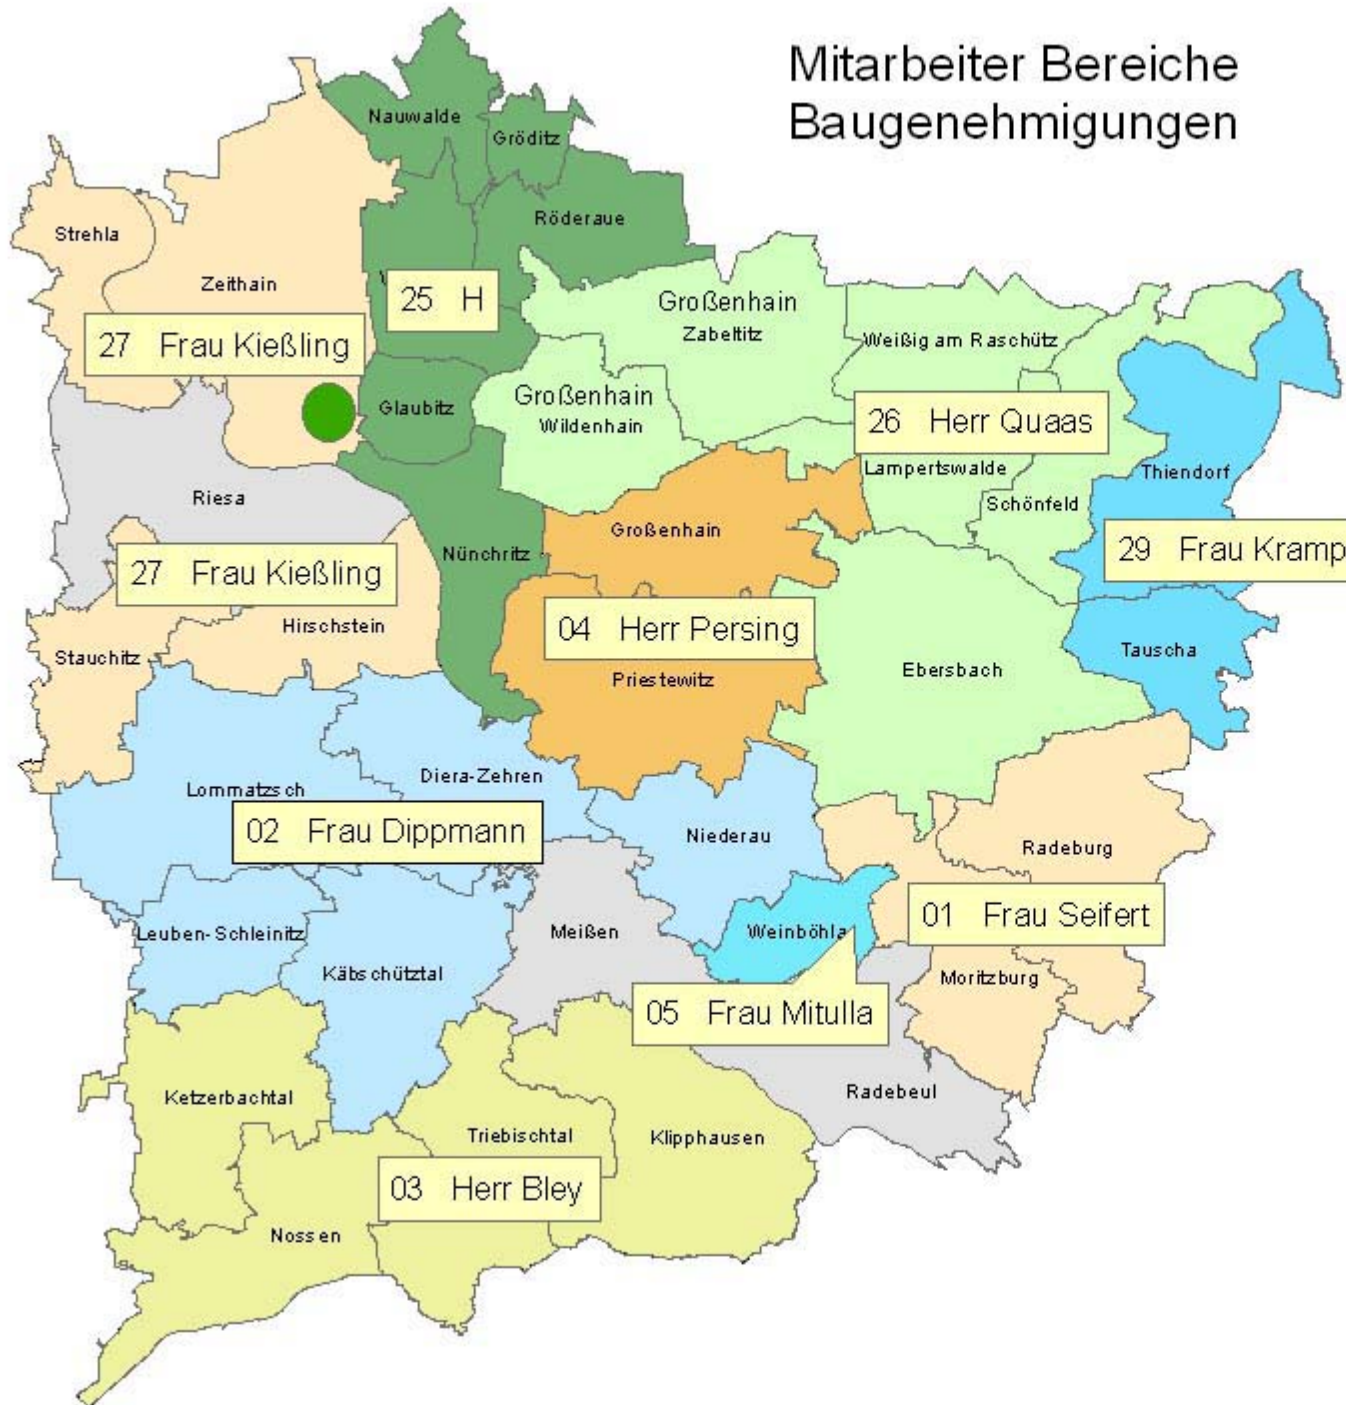 Mitarbeiter Bereiche
Baugenehmigungen
Nauwalde
Gröditz
Strehla
Röderaue
Zeithain
25 H
Großenhain
Zabeltitz
27 Frau Kießling
Weißig am Raschütz
Glaubitz
Großenhain
Wildenhain
26 Herr Quaas
Lampertswalde
Thiendorf
Riesa
Schönfeld
Großenhain
29 Frau Kramp
Nünchritz
27 Frau Kießling
Hirschstein
04 Herr Persing
Stauchitz
Tauscha
Ebersbach
Priestewitz
Diera-Zehren
Lommatzsch
02 Frau Dippmann
Niederau
Radeburg
01 Frau Seifert
Leuben-Schleinitz
Meißen
Weinböhla
Käbschütztal
Moritzburg
05 Frau Mitulla
Ketzerbachtal
Radebeul
Triebischtal
Klipphausen
03 Herr Bley
Nossen